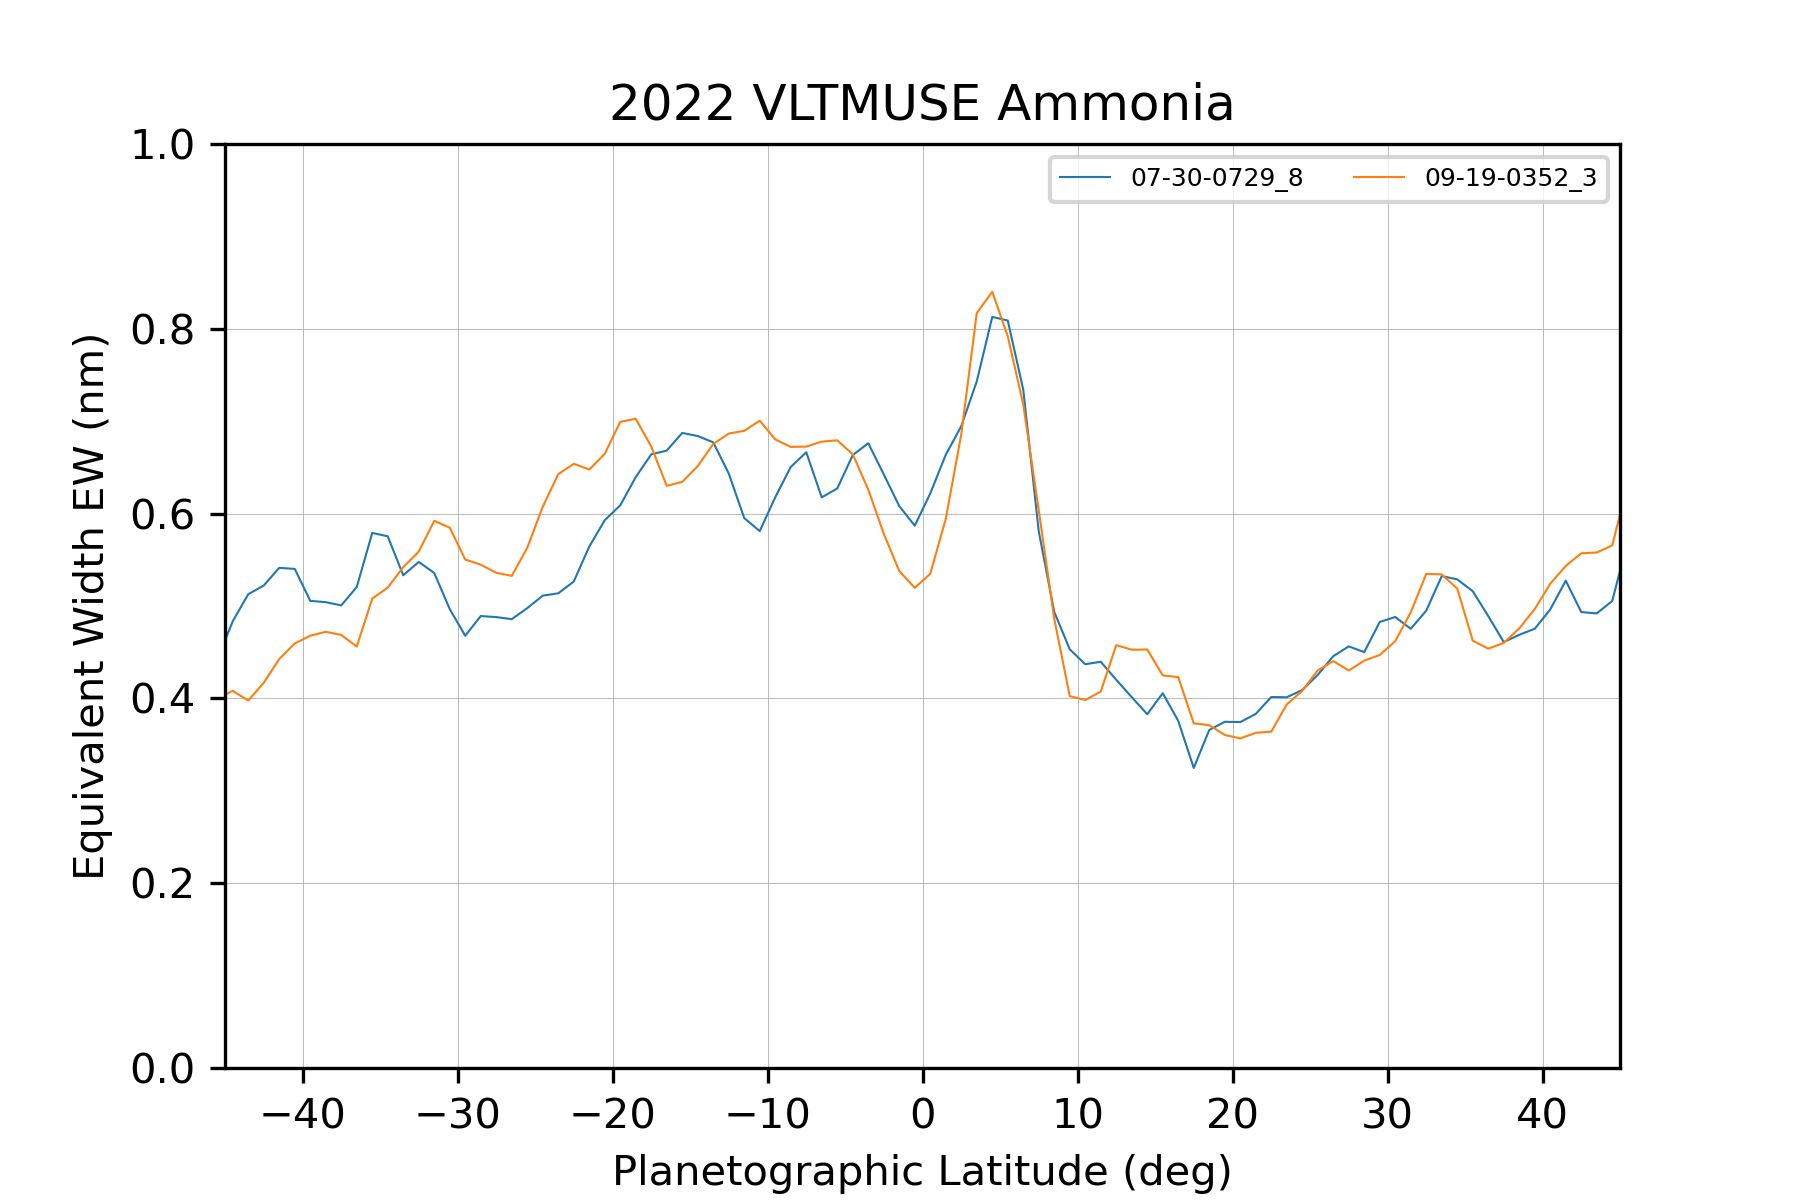 2022 VLTMUSE Ammonia
07-30-0729_8 09-19-0352_3
1.0
0.8
0.6
0.4
0.2
0.0
Equivalent Width EW (nm)
−40 −30 −20 −10 0 10 20 30 40
Planetographic Latitude (deg)